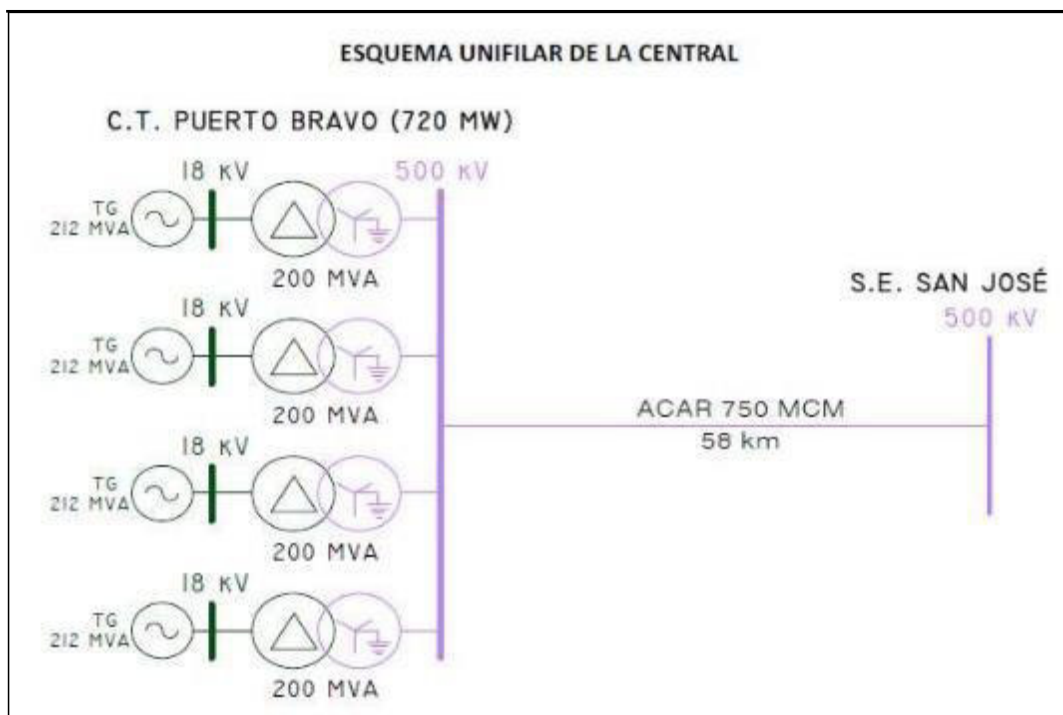 ESQUEMA UNIFILAR DE LA CENTRAL
C.T. PUERTO BRAVO (720 MW)
18 KV
500 KV
TG
212 MVA
200 MVA
18 KV
TG
212 MVA
200 MVA
18 KV
TG
212 MVA
200 MVA
18 KV
TG
212 MVA
200 MVA
S.E. SAN JOSÉ
500 KV
ACAR 750 MCM
58 km